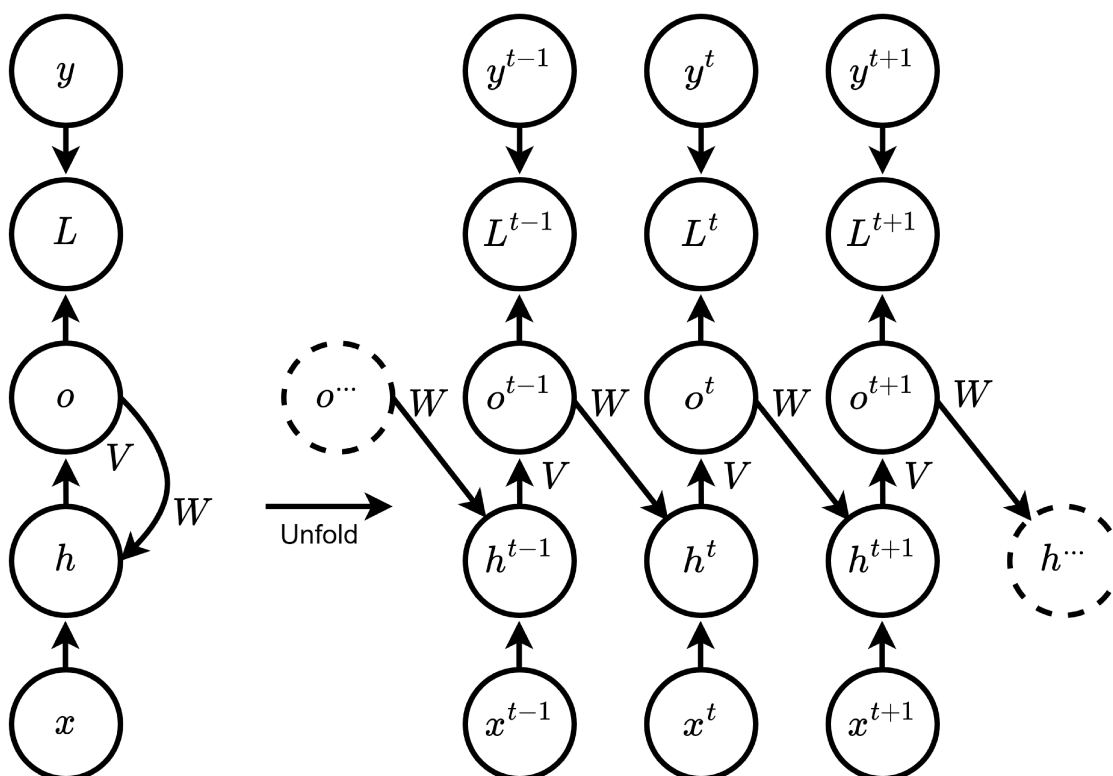 y y^{t-1} y^{t} y^{t+1}
L L^{t-1} L^{t} L^{t+1}
o o^{...} W o^{t-1} W o^{t} W o^{t+1} W
V V V V
W
Unfold
h h^{t-1} h^{t} h^{t+1} h^{...}
x x^{t-1} x^{t} x^{t+1}